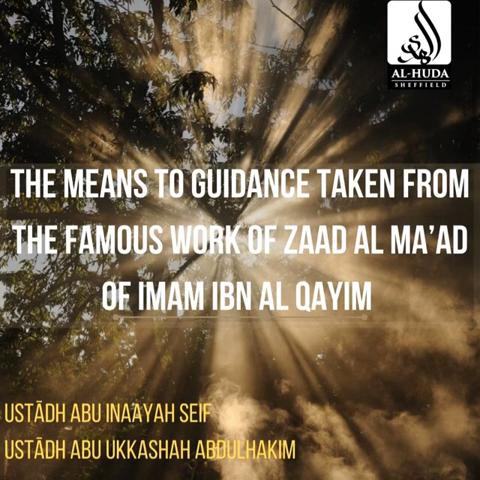 AL-HUDA
SHEFFIELD
THE MEANS TO GUIDANCE TAKEN FROM
THE FAMOUS WORK OF ZAAD AL MA'AD
OF IMAM IBN AL QAYIM
USTĀDH ABU INAAYAH SEIF
USTĀDH ABU UKKASHAH ABDULHAKIM